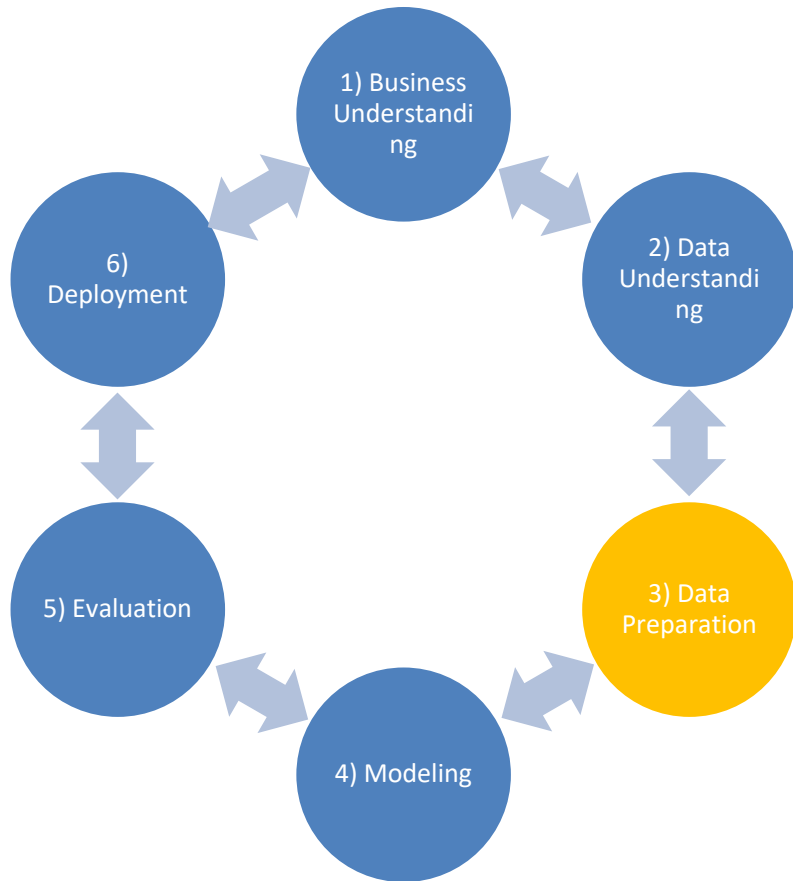 1) Business
Understandi
ng
2) Data
Understandi
ng
3) Data
Preparation
4) Modeling
5) Evaluation
6)
Deployment